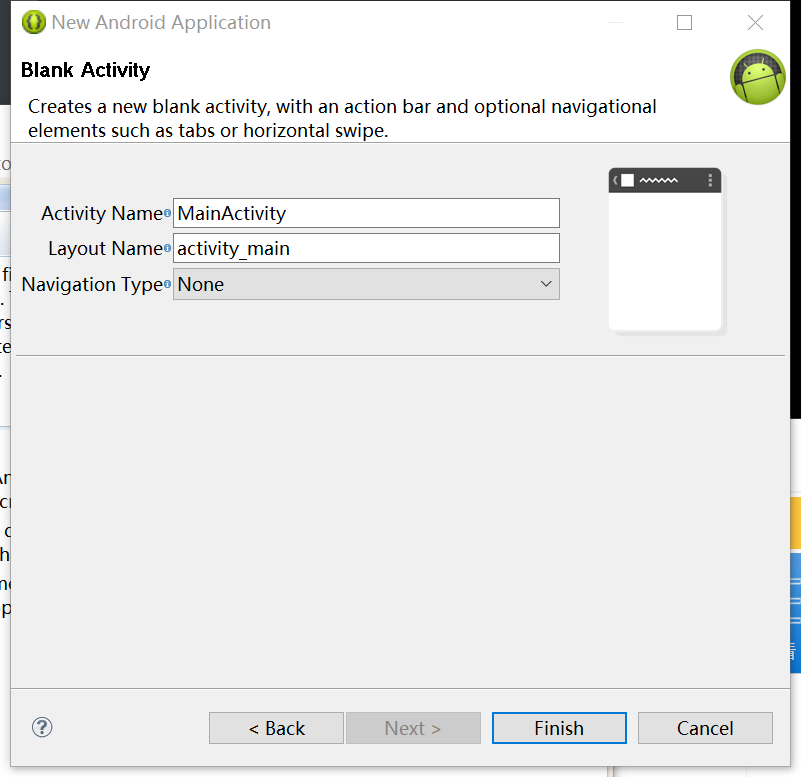 New Android Application
Blank Activity
Creates a new blank activity, with an action bar and optional navigational
elements such as tabs or horizontal swipe.
Activity Name MainActivity
Layout Name activity_main
Navigation Type None
< Back Next > Finish Cancel